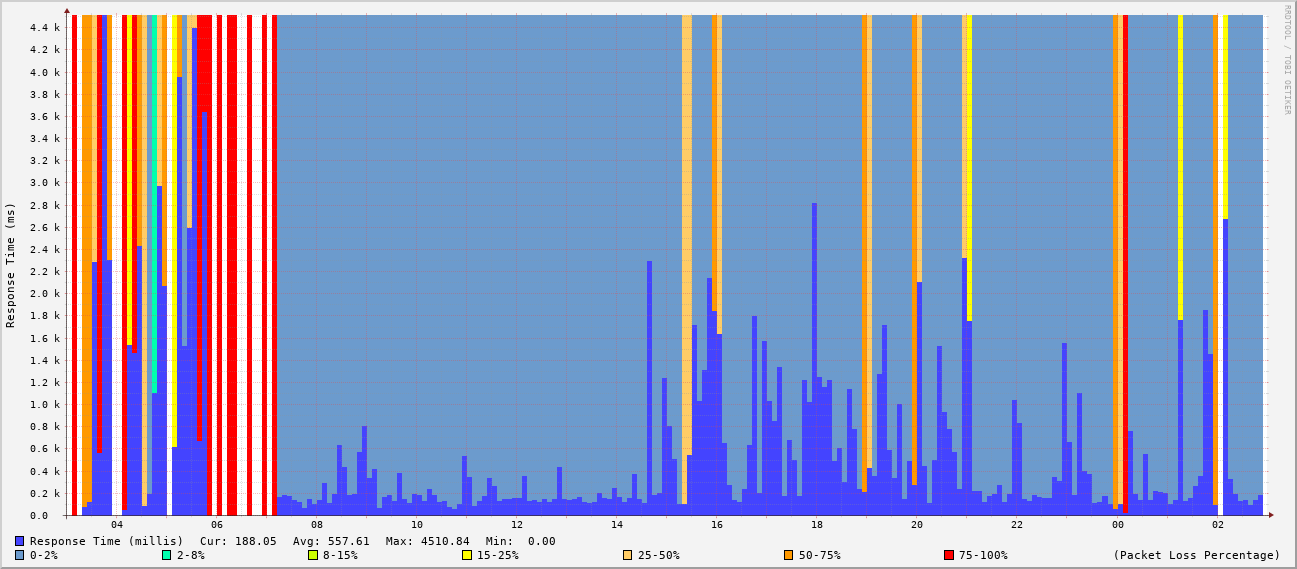 RRDTOOL / TOBI OETIKER
Response Time (ms)
4.4 k
4.2 k
4.0 k
3.8 k
3.6 k
3.4 k
3.2 k
3.0 k
2.8 k
2.6 k
2.4 k
2.2 k
2.0 k
1.8 k
1.6 k
1.4 k
1.2 k
1.0 k
0.8 k
0.6 k
0.4 k
0.2 k
0.0
04 06 08 10 12 14 16 18 20 22 00 02
Response Time (millis) Cur: 188.05 Avg: 557.61 Max: 4510.84 Min: 0.00
0-2% 2-8% 8-15% 15-25% 25-50% 50-75% 75-100% (Packet Loss Percentage)